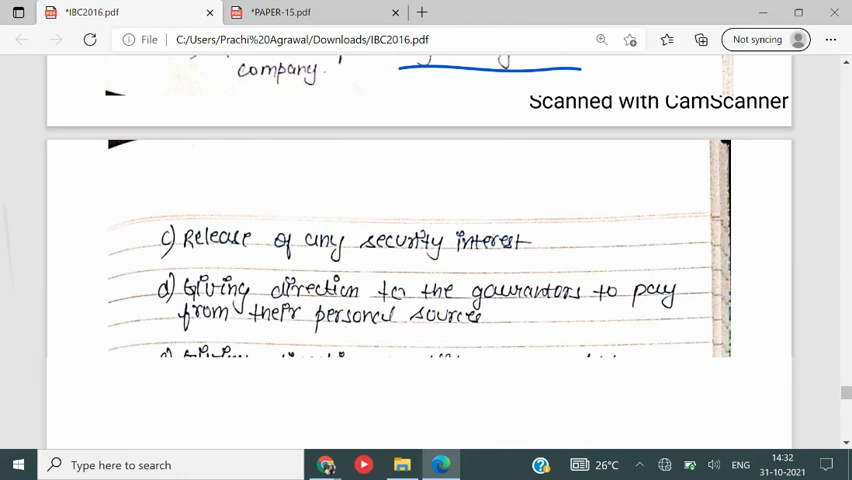 *IBC2016.pdf
*PAPER-15.pdf
File
C:/Users/Prachi%20Agrawal/Downloads/IBC2016.pdf
Not syncing
company.
Scanned with CamScanner
c) Release of any security interest
d) Giving direction to the gaurantors to pay
from their personal sources
Giving
Type here to search
26°C
ENG
14:32
31-10-2021